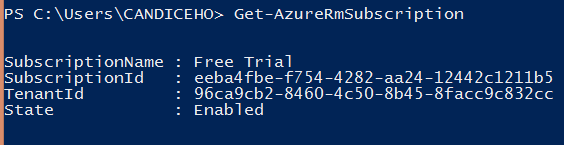 PS C:\Users\CANDICEHO> Get-AzureRmSubscription
SubscriptionName : Free Trial
SubscriptionId : eeba4fbe-f754-4282-aa24-12442c1211b5
TenantId : 96ca9cb2-8460-4c50-8b45-8facc9c832cc
State : Enabled